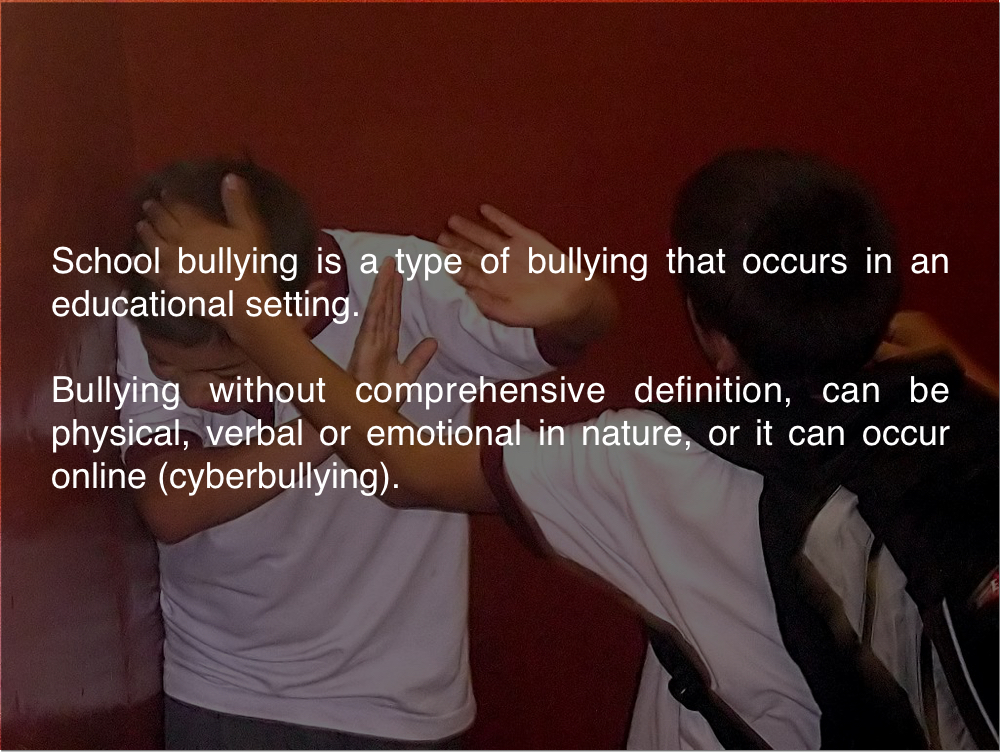 School bullying is a type of bullying that occurs in an
educational setting.
Bullying without comprehensive definition, can be
physical, verbal or emotional in nature, or it can occur
online (cyberbullying).